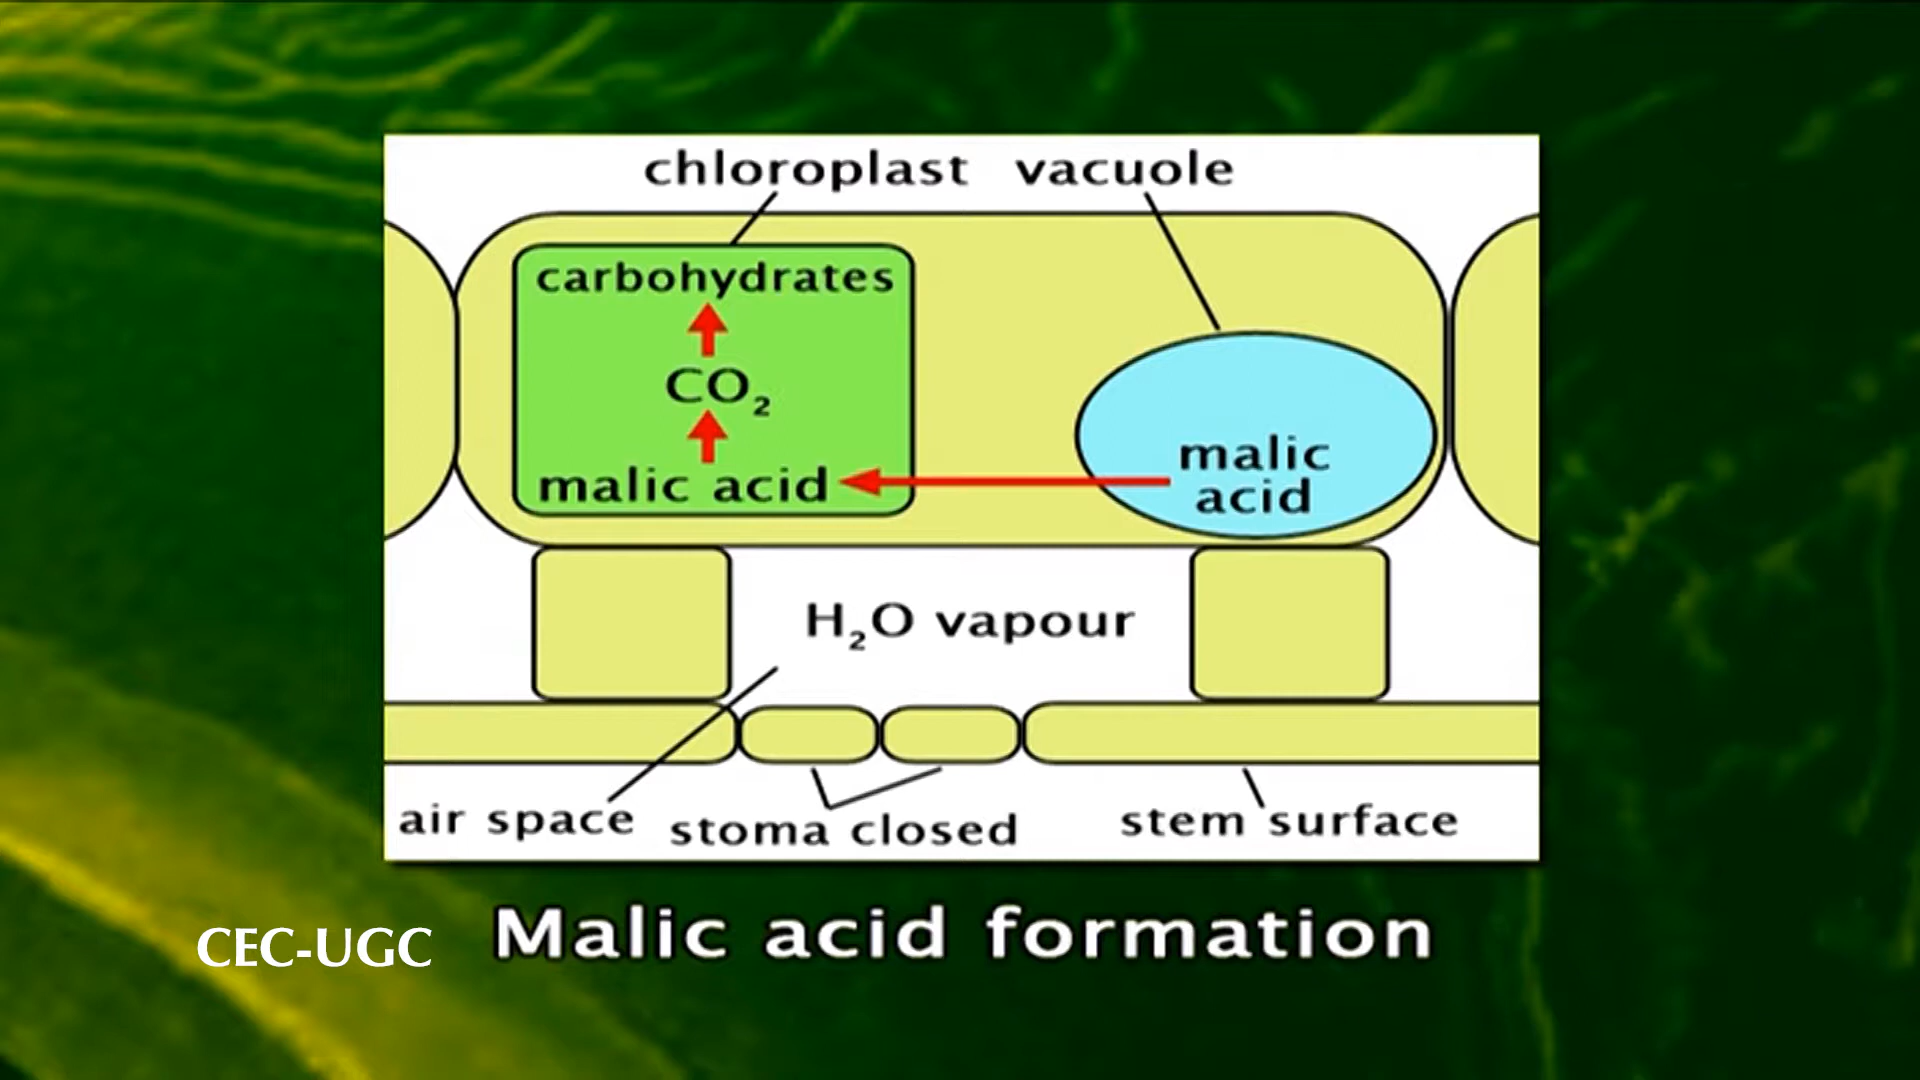 chloroplast vacuole
carbohydrates
CO₂
malic acid
malic
acid
H₂O vapour
air space
stoma closed
stem surface
CEC-UGC
Malic acid formation